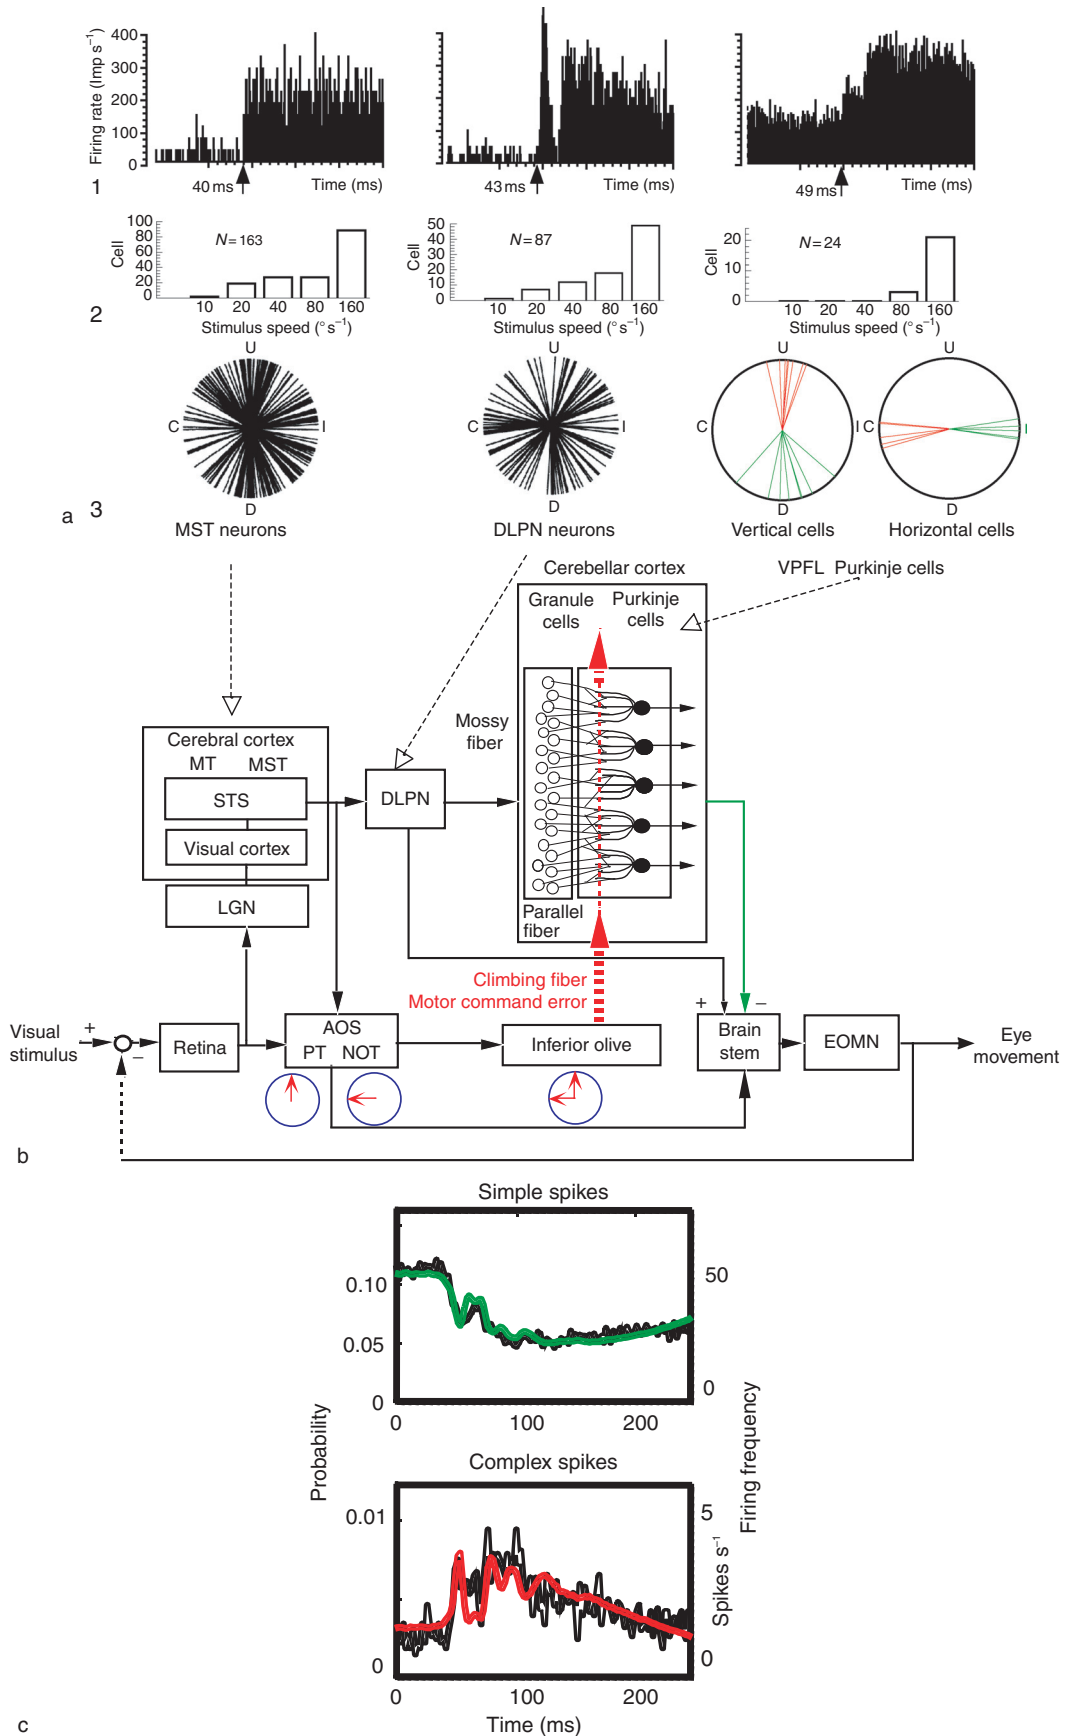 Firing rate (Imp s⁻¹)
400
300
200
100
0
40 ms
Time (ms)
43 ms
Time (ms)
49 ms
Time (ms)
1
Cell
100
80
60
40
20
0
N = 163
10 20 40 80 160
Stimulus speed (° s⁻¹)
Cell
50
40
30
20
10
0
N = 87
10 20 40 80 160
Stimulus speed (° s⁻¹)
Cell
20
10
0
N = 24
10 20 40 80 160
Stimulus speed (° s⁻¹)
2
U
C
I
D
MST neurons
U
C
I
D
DLPN neurons
U
C
I
D
Vertical cells
U
C
I
D
Horizontal cells
a
3
VPFL Purkinje cells
Cerebellar cortex
Granule cells
Purkinje cells
Mossy fiber
Parallel fiber
Cerebral cortex
MT MST
STS
Visual cortex
LGN
DLPN
Climbing fiber
Motor command error
Visual stimulus
+
−
Retina
AOS
PT NOT
Inferior olive
+
−
Brain stem
EOMN
Eye movement
b
Simple spikes
0.10
0.05
0
50
0
0 100 200
Complex spikes
0.01
0
5
0
0 100 200
Time (ms)
Probability
Firing frequency
Spikes s⁻¹
c